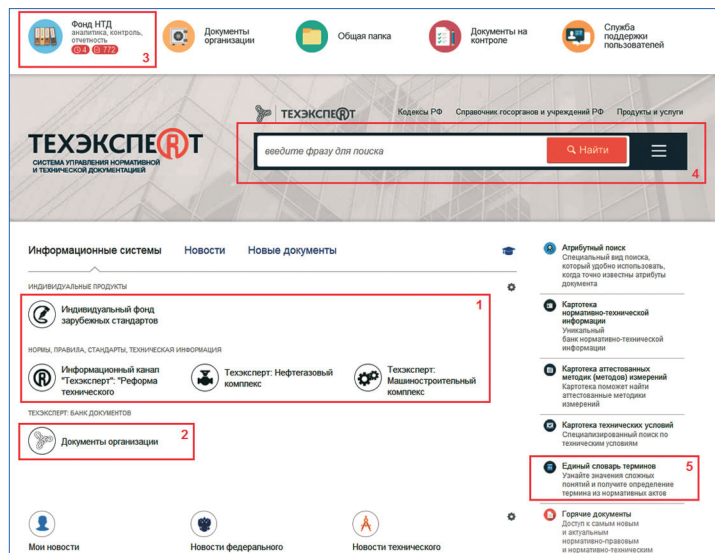 Фонд НТД
аналитика, контроль,
отчетность
4 772
3
Документы
организации
Общая папка
Документы на
контроле
Служба
поддержки
пользователей
ТЕХЭКСПЕRТ
Кодексы РФ Справочник госорганов и учреждений РФ Продукты и услуги
ТЕХЭКСПЕRТ
СИСТЕМА УПРАВЛЕНИЯ НОРМАТИВНОЙ
И ТЕХНИЧЕСКОЙ ДОКУМЕНТАЦИЕЙ
введите фразу для поиска
Найти
4
Информационные системы Новости Новые документы
ИНДИВИДУАЛЬНЫЕ ПРОДУКТЫ
1
Индивидуальный фонд
зарубежных стандартов
НОРМЫ, ПРАВИЛА, СТАНДАРТЫ, ТЕХНИЧЕСКАЯ ИНФОРМАЦИЯ
Информационный канал
"Техэксперт": "Реформа
технического
Техэксперт: Нефтегазовый
комплекс
Техэксперт:
Машиностроительный
комплекс
ТЕХЭКСПЕРТ: БАНК ДОКУМЕНТОВ
Документы организации
2
Мои новости
Новости федерального
Новости технического
Атрибутный поиск
Специальный вид поиска,
который удобно использовать,
когда точно известны атрибуты
документа
Картотека
нормативно-технической
информации
Уникальный
банк нормативно-технической
информации
Картотека аттестованных
методик (методов) измерений
Картотека поможет найти
аттестованные методики
измерений
Картотека технических условий
Специализированный поиск по
техническим условиям
Единый словарь терминов
5
Узнайте значения сложных
понятий и получите определение
термина из нормативных актов
Горячие документы
Доступ к самым новым
и актуальным
нормативно-правовым
и нормативно-техническим